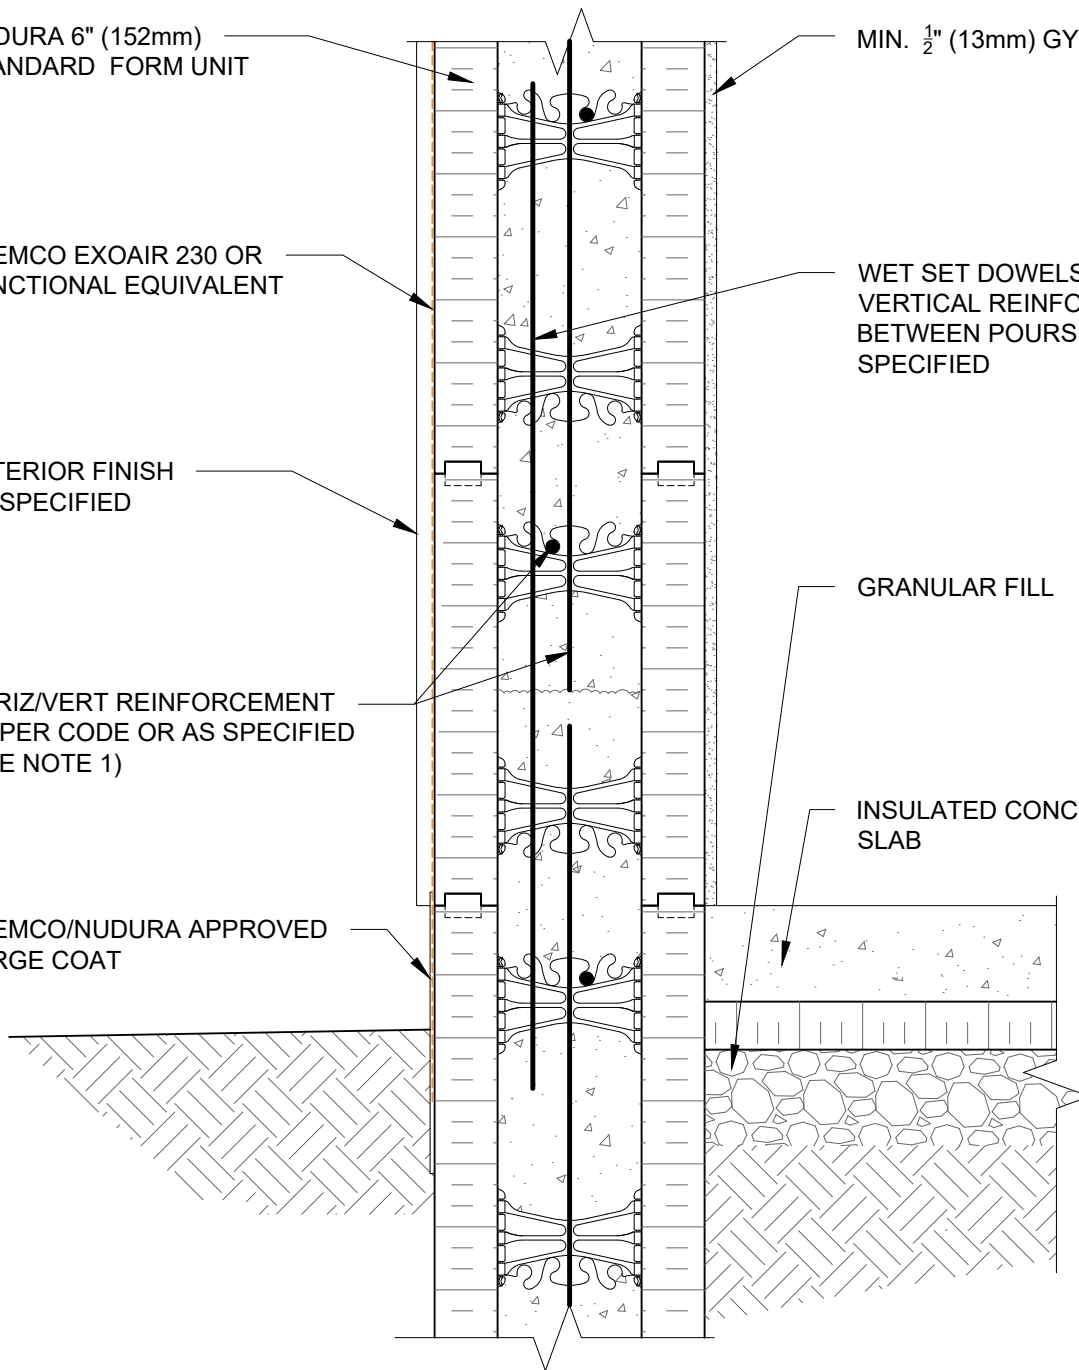 DURA 6" (152mm)
ANDARD FORM UNIT
MIN. ½" (13mm) GY
EMCO EXOAIR 230 OR
NCTIONAL EQUIVALENT
WET SET DOWELS
VERTICAL REINFO
BETWEEN POURS
SPECIFIED
TERIOR FINISH
SPECIFIED
GRANULAR FILL
RIZ/VERT REINFORCEMENT
PER CODE OR AS SPECIFIED
E NOTE 1)
INSULATED CONC
SLAB
EMCO/NUDURA APPROVED
RGE COAT